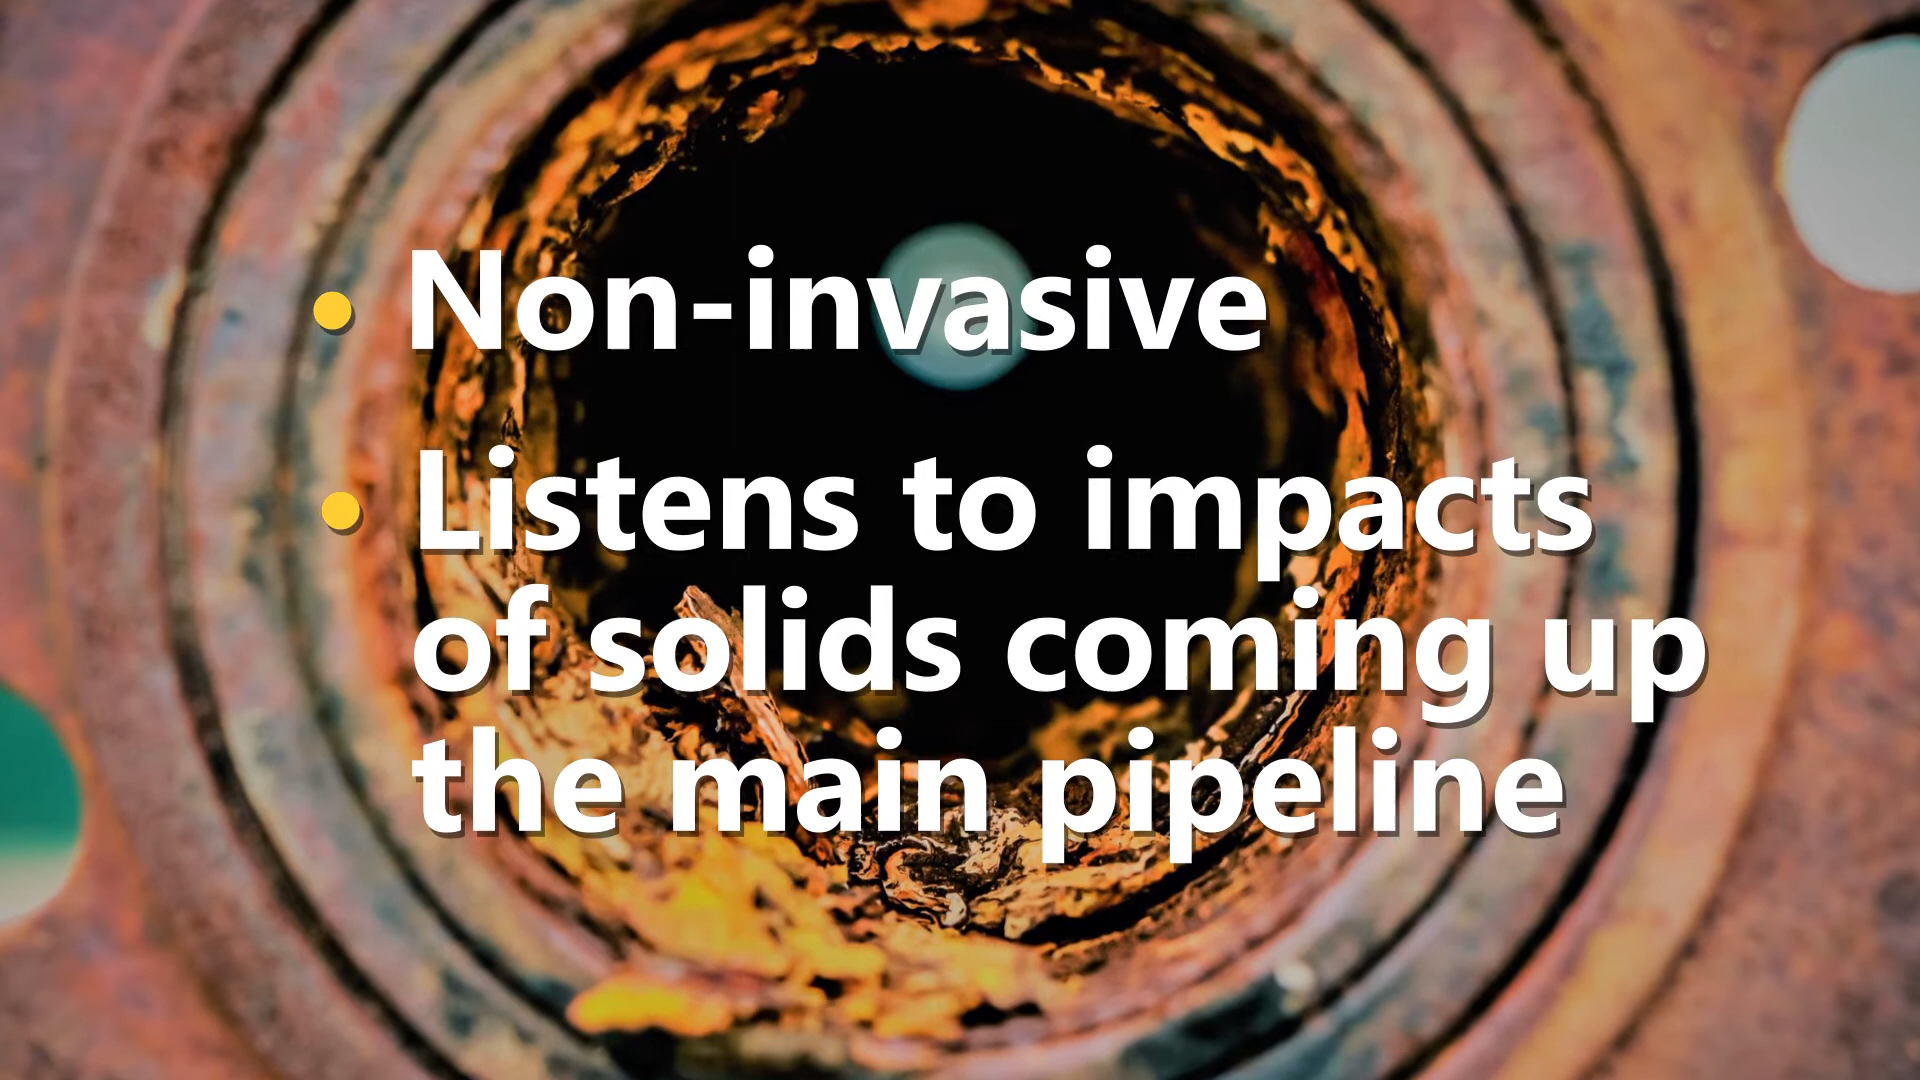 • Non-invasive
• Listens to impacts
of solids coming up
the main pipeline